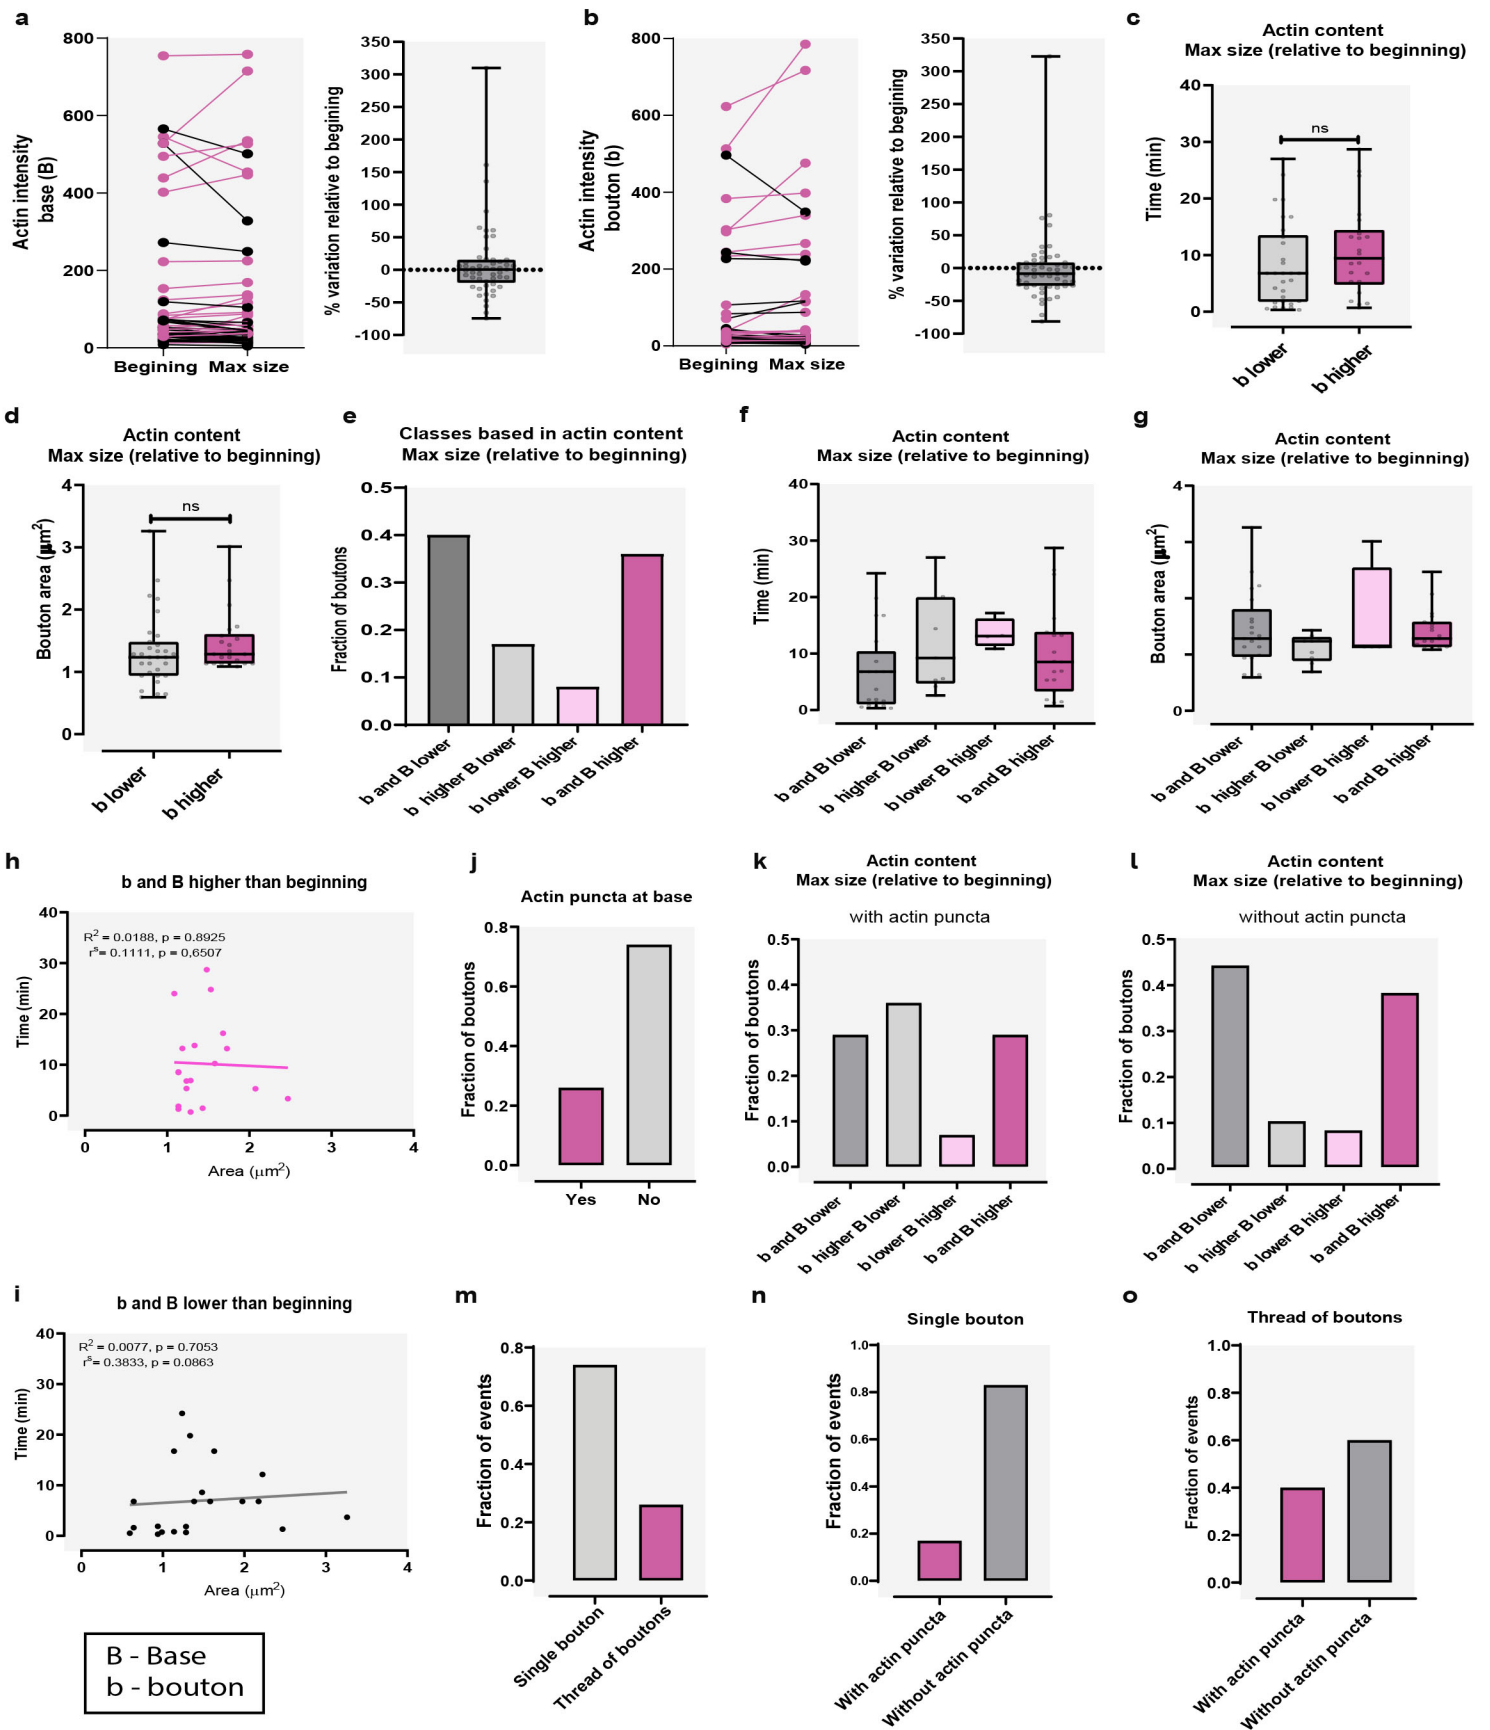 a
800
600
400
200
0
Actin intensity
base (B)
Begining Max size
350
300
250
200
150
100
50
0
-50
-100
% variation relative to begining
b
800
600
400
200
0
Actin intensity
bouton (b)
Begining Max size
350
300
250
200
150
100
50
0
-50
-100
% variation relative to begining
c
Actin content
Max size (relative to beginning)
40
30
20
10
0
Time (min)
ns
b lower
b higher
d
Actin content
Max size (relative to beginning)
4
3
2
1
0
Bouton area (μm²)
ns
b lower
b higher
e
Classes based in actin content
Max size (relative to beginning)
0.5
0.4
0.3
0.2
0.1
0.0
Fraction of boutons
b and B lower
b higher B lower
b lower B higher
b and B higher
f
Actin content
Max size (relative to beginning)
40
30
20
10
0
Time (min)
b and B lower
b higher B lower
b lower B higher
b and B higher
g
Actin content
Max size (relative to beginning)
4
2
0
Bouton area (μm²)
b and B lower
b higher B lower
b lower B higher
b and B higher
h
b and B higher than beginning
R² = 0.0188, p = 0.8925
rˢ= 0.1111, p = 0,6507
40
30
20
10
0
Time (min)
0 1 2 3 4
Area (μm²)
j
Actin puncta at base
0.8
0.6
0.4
0.2
0.0
Fraction of boutons
Yes No
k
Actin content
Max size (relative to beginning)
with actin puncta
0.5
0.4
0.3
0.2
0.1
0.0
Fraction of boutons
b and B lower
b higher B lower
b lower B higher
b and B higher
l
Actin content
Max size (relative to beginning)
without actin puncta
0.5
0.4
0.3
0.2
0.1
0.0
Fraction of boutons
b and B lower
b higher B lower
b lower B higher
b and B higher
i
b and B lower than beginning
R² = 0.0077, p = 0.7053
rˢ= 0.3833, p = 0.0863
40
30
20
10
0
Time (min)
0 1 2 3 4
Area (μm²)
m
0.8
0.6
0.4
0.2
0.0
Fraction of events
Single bouton
Thread of boutons
n
Single bouton
1.0
0.8
0.6
0.4
0.2
0.0
Fraction of events
With actin puncta
Without actin puncta
o
Thread of boutons
1.0
0.8
0.6
0.4
0.2
0.0
Fraction of events
With actin puncta
Without actin puncta
B - Base
b - bouton